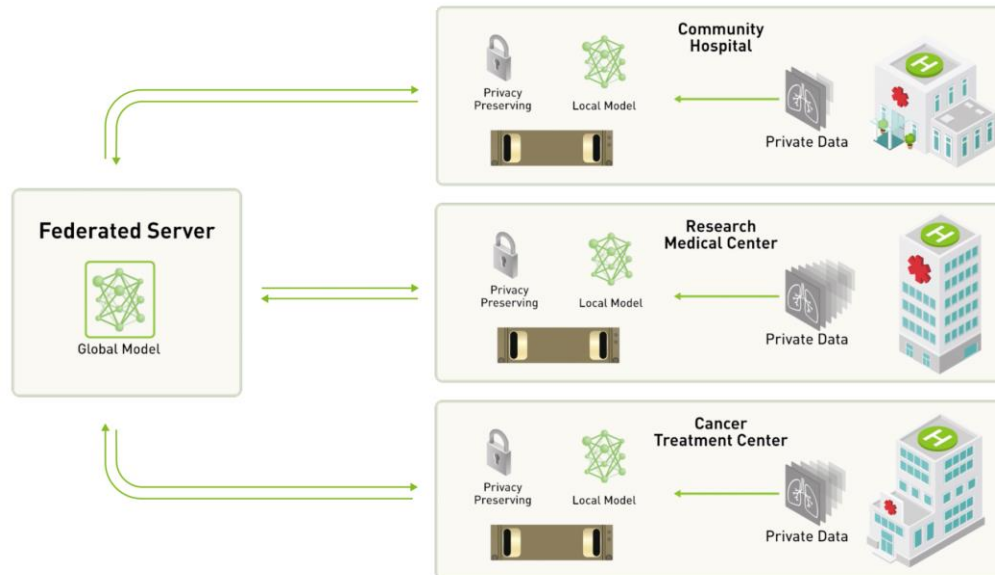 Community
Hospital
Privacy
Preserving
Local Model
Private Data
H
Federated Server
Global Model
Research
Medical Center
Privacy
Preserving
Local Model
Private Data
H
Cancer
Treatment Center
Privacy
Preserving
Local Model
Private Data
H